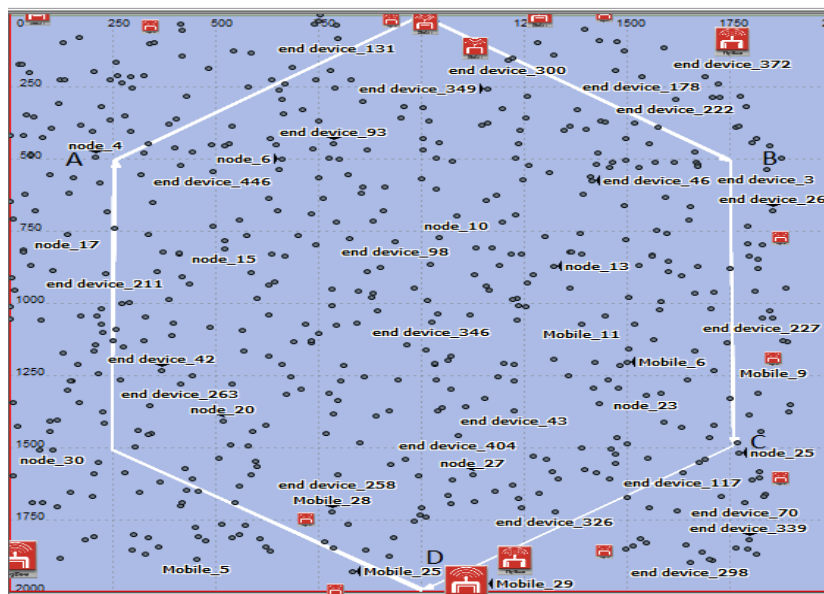 0
250
500
750
1000
1250
1500
1750
2000
250
1250
1500
1750
end device_131
end device_300
end device_372
end device_349
end device_178
end device_222
node_4
end device_93
A
node_6
B
end device_446
end device_46
end device_3
end device_26
node_10
node_17
end device_98
node_15
node_13
end device_211
end device_346
Mobile_11
end device_227
end device_42
Mobile_6
Mobile_9
end device_263
node_20
node_23
end device_43
end device_404
C
node_25
node_30
node_27
end device_258
end device_117
Mobile_28
end device_70
end device_326
end device_339
D
Mobile_5
Mobile_25
end device_298
Mobile_29